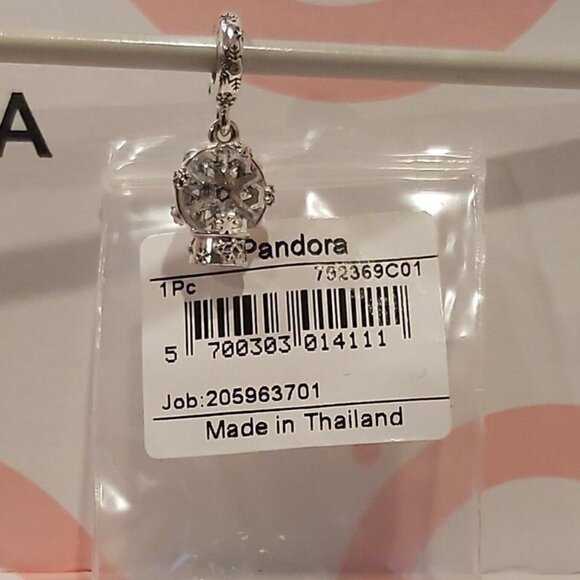 A
Pandora
1Pc 792369C01
5 700303 014111
Job:205963701
Made in Thailand